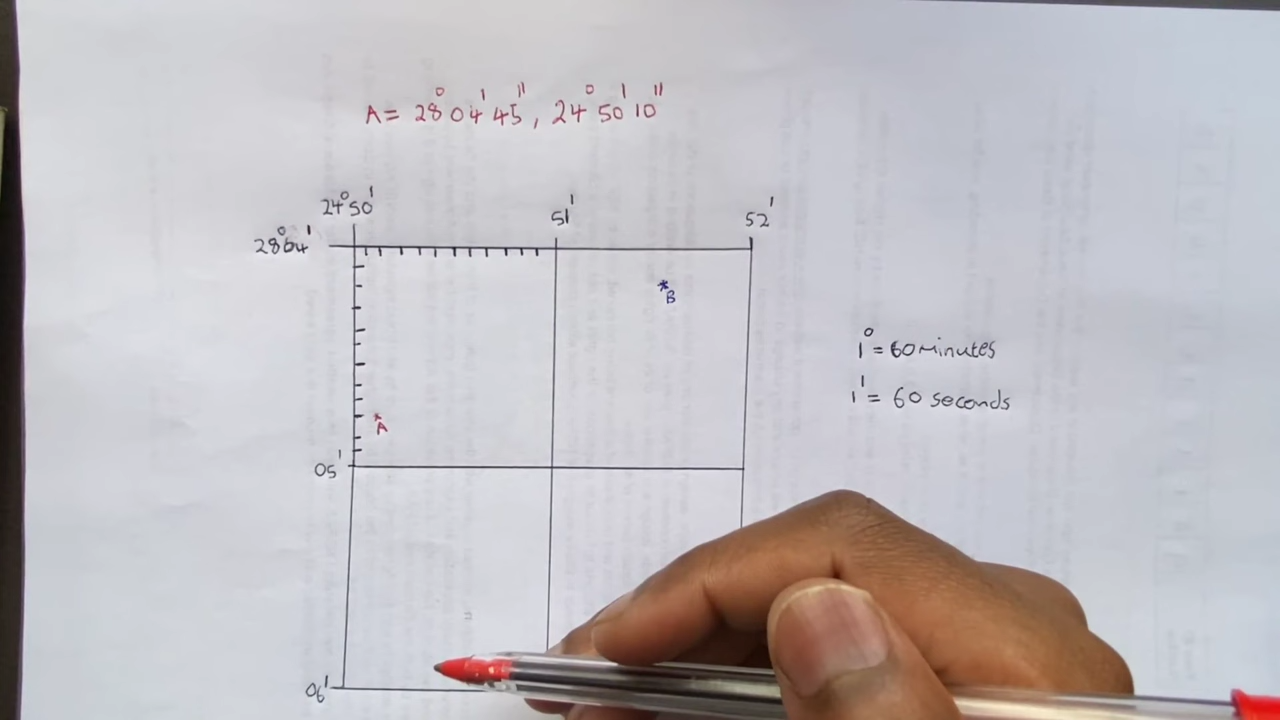 A = 28° 04' 45", 24° 50' 10"
24° 50'
51'
52'
28° 04'
B
1° = 60 minutes
1' = 60 seconds
A
05'
06'